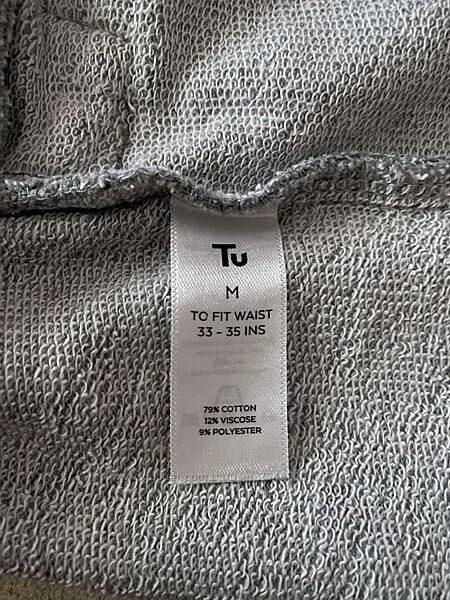 Tu
M
TO FIT WAIST
33 - 35 INS
79% COTTON
12% VISCOSE
9% POLYESTER